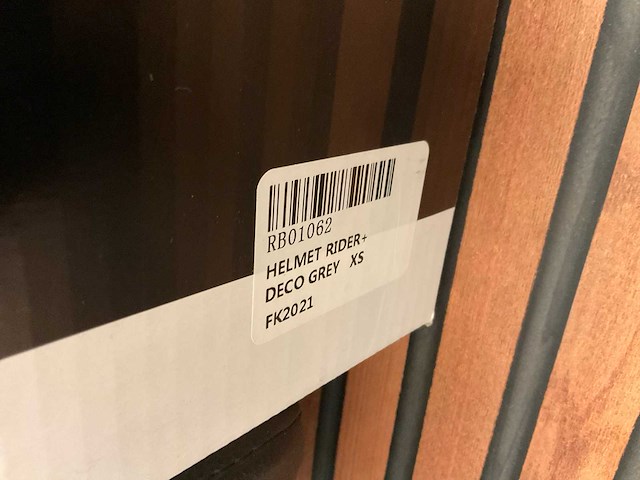 RB01062
HELMET RIDER+
DECO GREY XS
FK2021